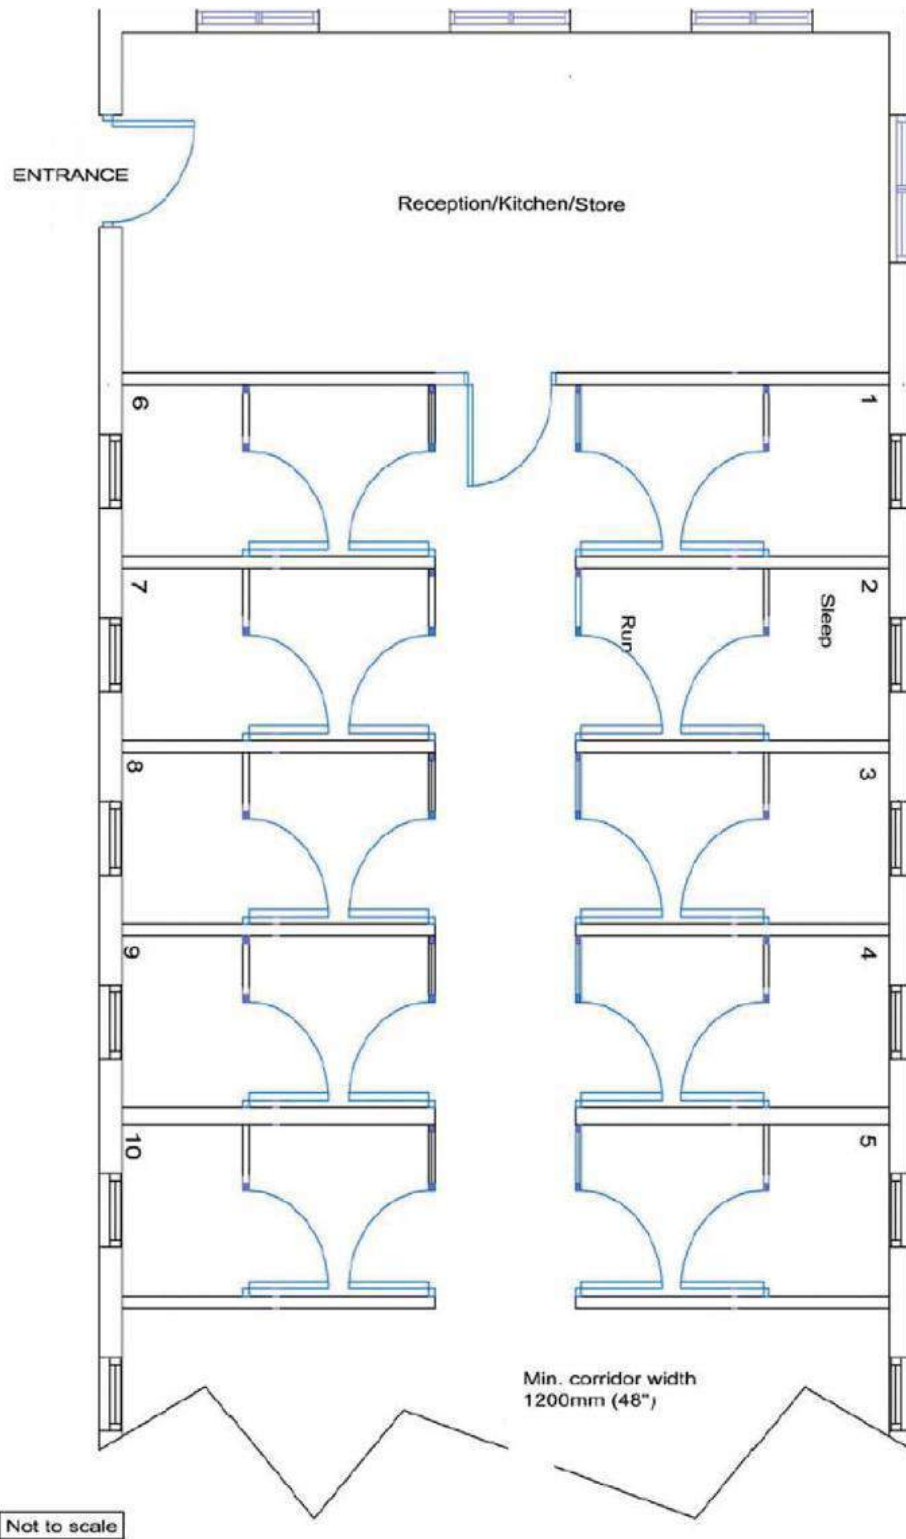 ENTRANCE
Reception/Kitchen/Store
6
1
7
2
Sleep
Run
8
3
9
4
10
5
Min. corridor width
1200mm (48")
Not to scale